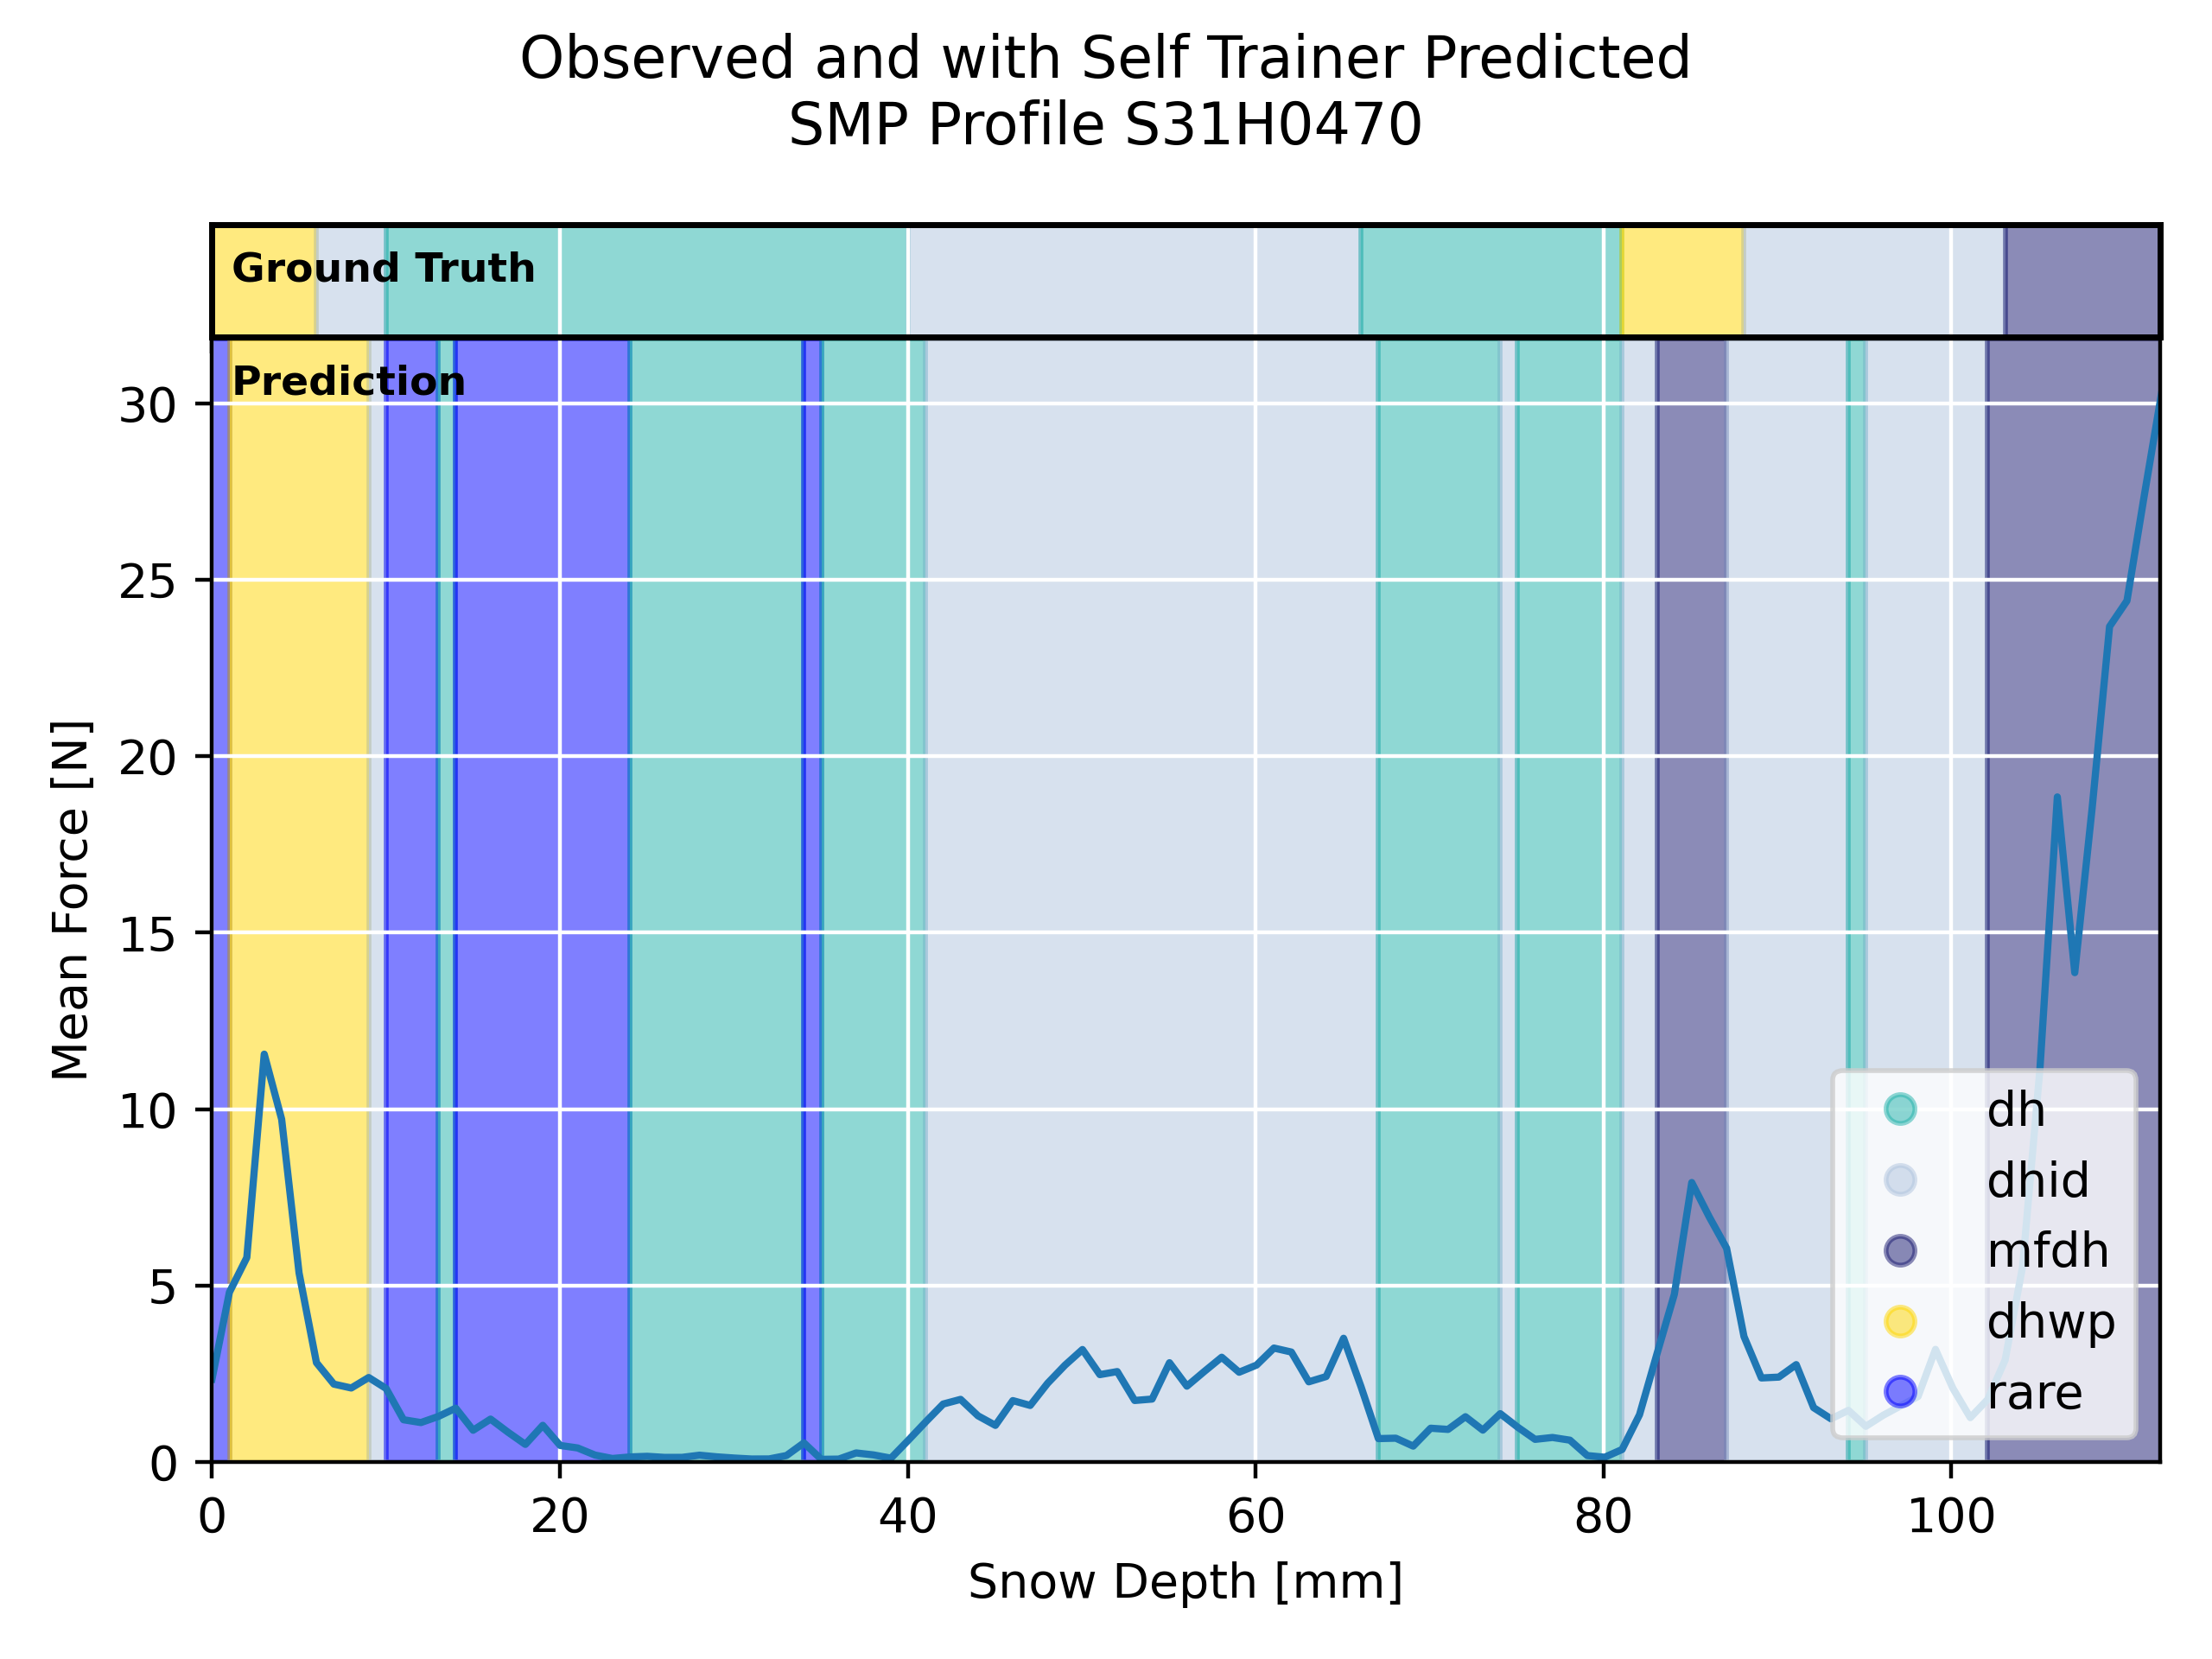 Observed and with Self Trainer Predicted
SMP Profile S31H0470
Ground Truth
Prediction
30
25
20
15
10
5
0
Mean Force [N]
dh
dhid
mfdh
dhwp
rare
0 20 40 60 80 100
Snow Depth [mm]